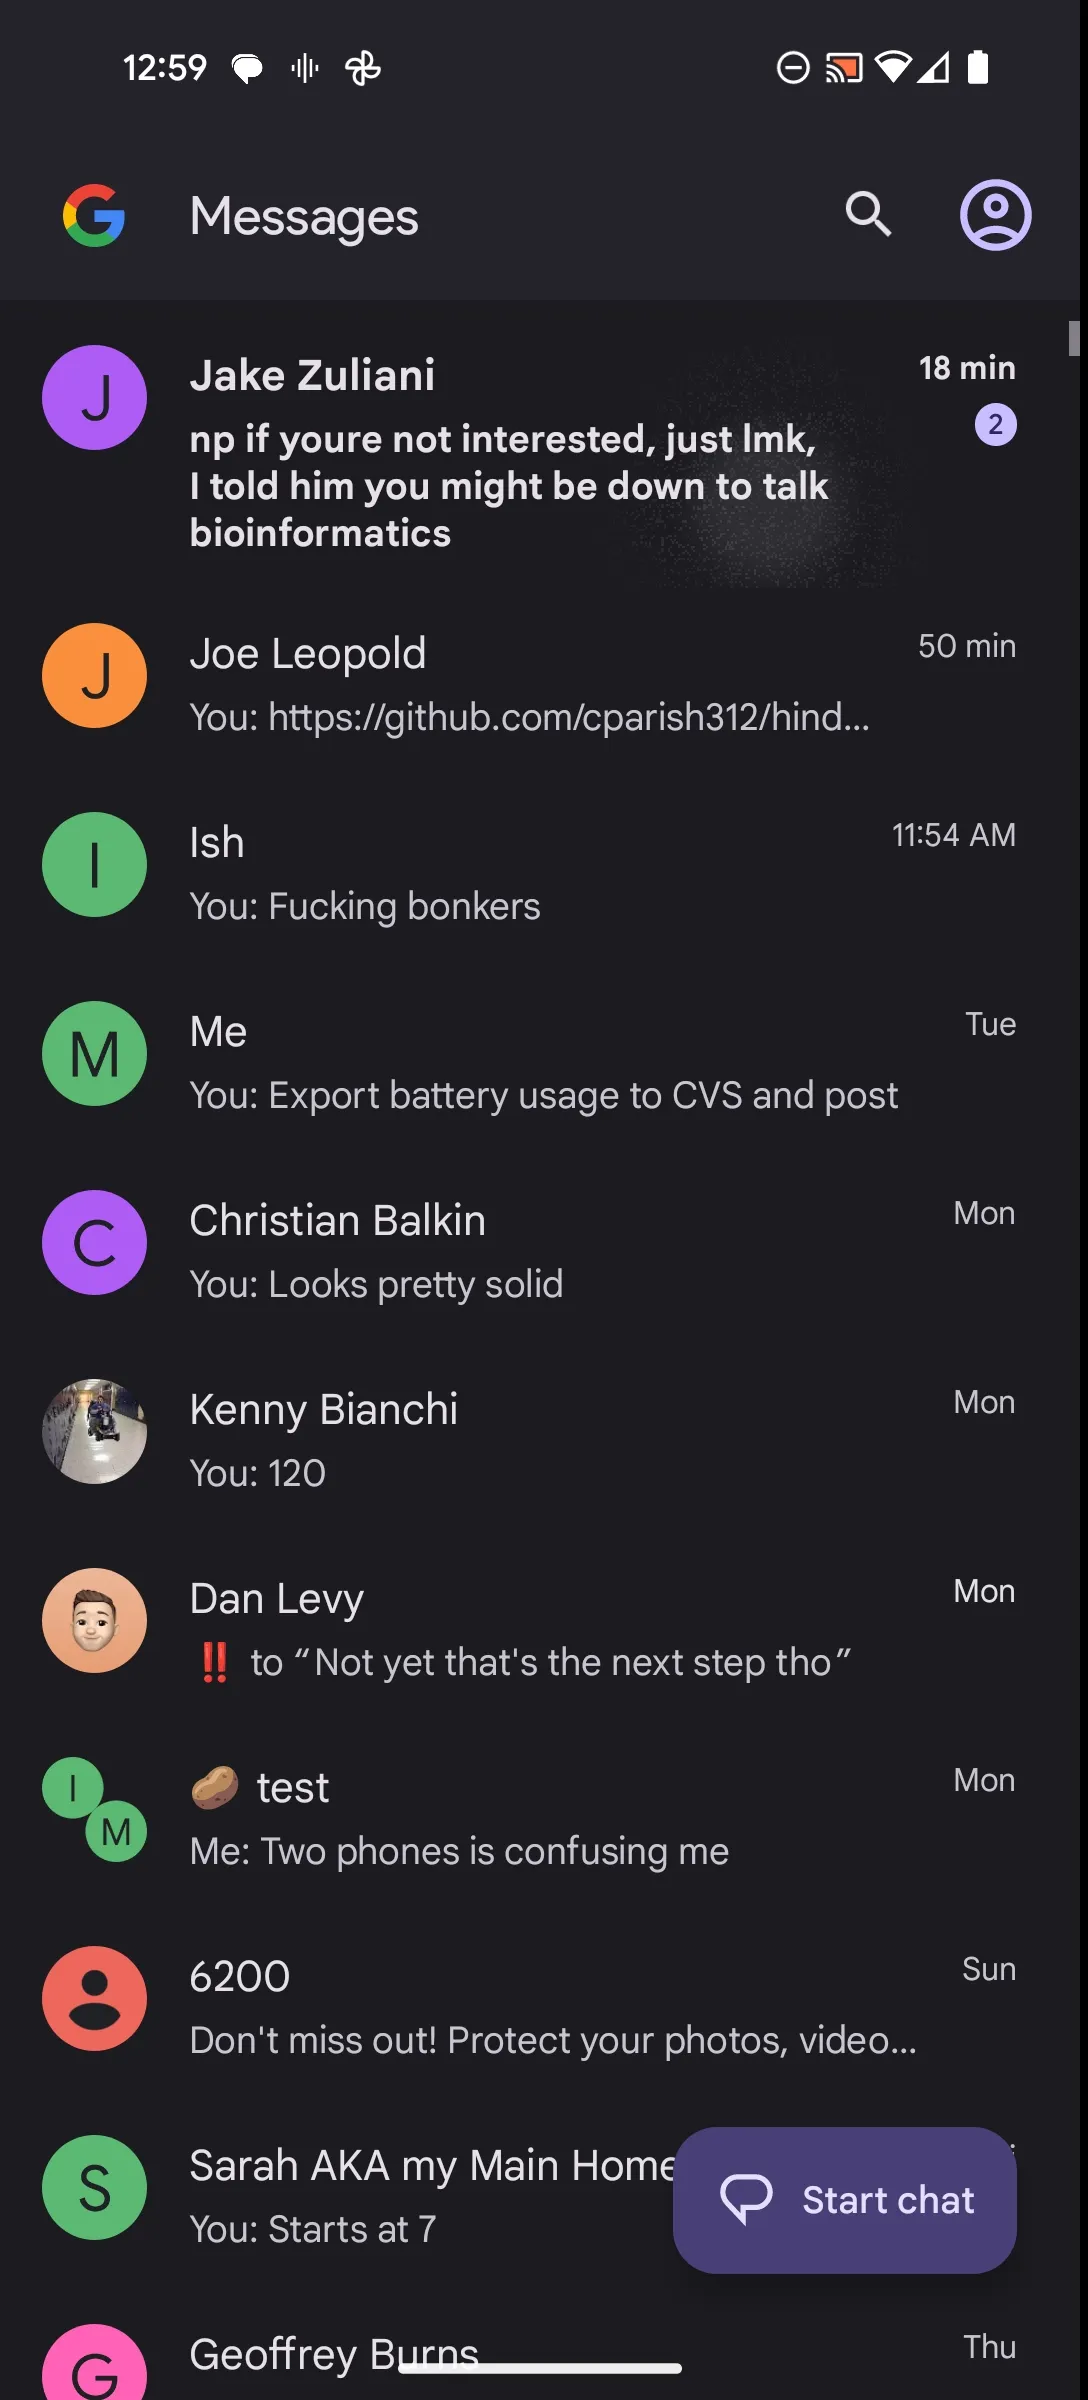 12:59
Messages
J
Jake Zuliani
18 min
2
np if youre not interested, just lmk,
I told him you might be down to talk
bioinformatics
J
Joe Leopold
50 min
You: https://github.com/cparish312/hind...
I
Ish
11:54 AM
You: Fucking bonkers
M
Me
Tue
You: Export battery usage to CVS and post
C
Christian Balkin
Mon
You: Looks pretty solid
Kenny Bianchi
Mon
You: 120
Dan Levy
Mon
‼️ to “Not yet that's the next step tho”
I
M
🥔 test
Mon
Me: Two phones is confusing me
6200
Sun
Don't miss out! Protect your photos, video...
S
Sarah AKA my Main Home
You: Starts at 7
Start chat
G
Geoffrey Burns
Thu